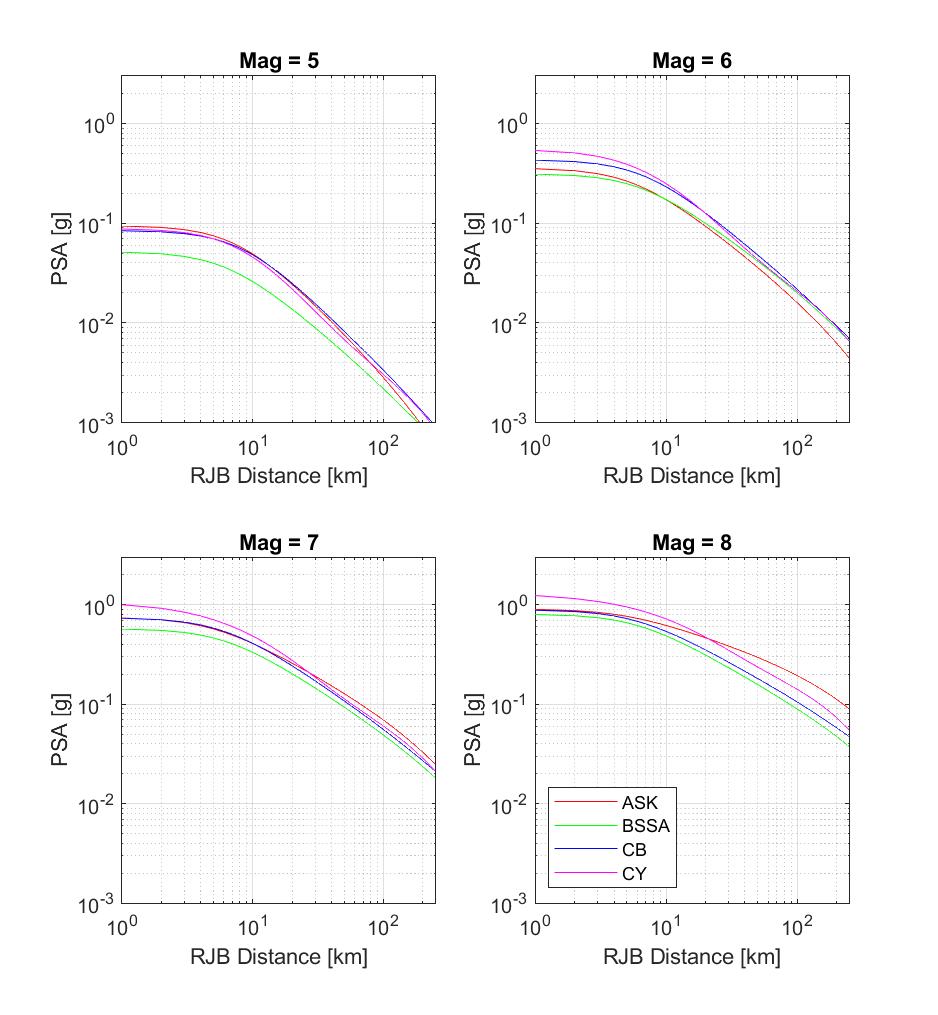 Mag = 5
PSA [g]
10^0
10^-1
10^-2
10^-3
10^0 10^1 10^2
RJB Distance [km]
Mag = 6
PSA [g]
10^0
10^-1
10^-2
10^-3
10^0 10^1 10^2
RJB Distance [km]
Mag = 7
PSA [g]
10^0
10^-1
10^-2
10^-3
10^0 10^1 10^2
RJB Distance [km]
Mag = 8
PSA [g]
10^0
10^-1
10^-2
10^-3
ASK
BSSA
CB
CY
10^0 10^1 10^2
RJB Distance [km]